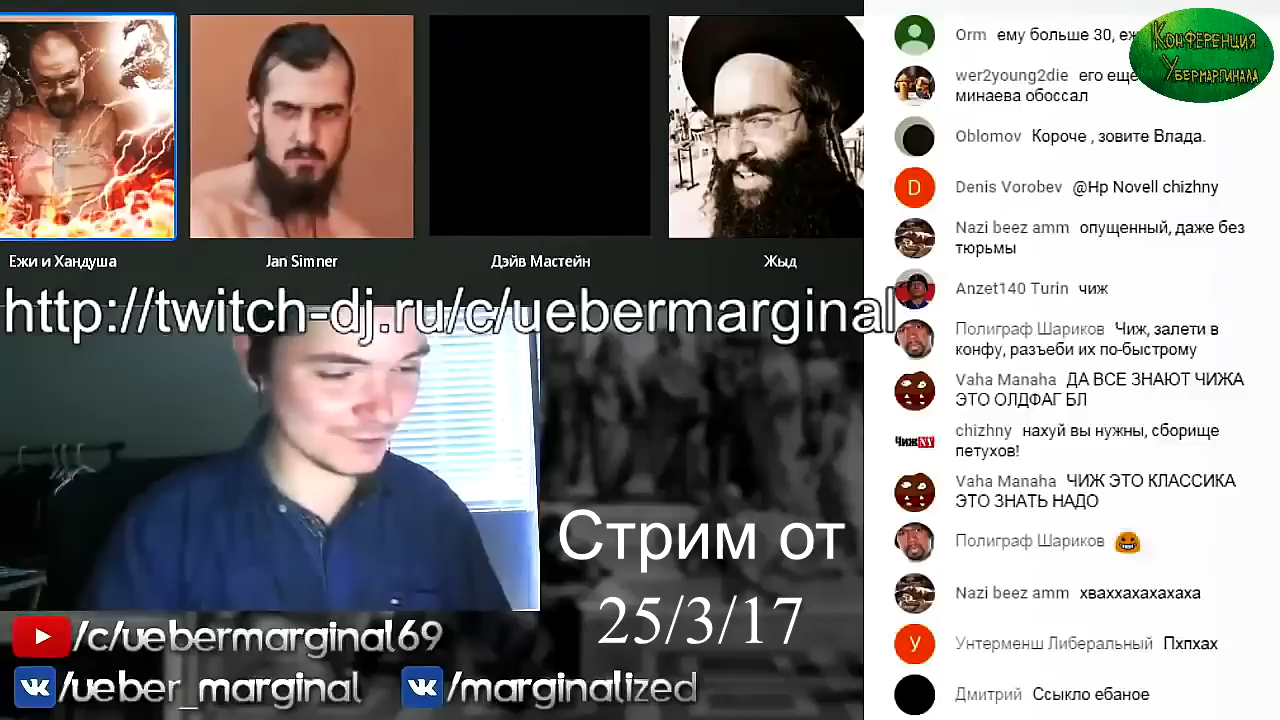 Ежи и Хандуша
Jan Simner
Дэйв Мастейн
Жыд
http://twitch-dj.ru/c/uebermarginal
Стрим от
25/3/17
/c/uebermarginal69
/ueber_marginal
/marginalized
КОНФЕРЕНЦИЯ
УБЕРМАРГИНАЛА
Orm ему больше 30, еж
wer2young2die его еще
минаева обоссал
Oblomov Короче , зовите Влада.
D
Denis Vorobev @Hp Novell chizhny
Nazi beez amm опущенный, даже без
тюрьмы
Anzet140 Turin чиж
Полиграф Шариков Чиж, залети в
конфу, разъеби их по-быстрому
Vaha Manaha ДА ВСЕ ЗНАЮТ ЧИЖА
ЭТО ОЛДФАГ БЛ
ЧижNY
chizhny нахуй вы нужны, сборище
петухов!
Vaha Manaha ЧИЖ ЭТО КЛАССИКА
ЭТО ЗНАТЬ НАДО
Полиграф Шариков
Nazi beez amm хваххахахахаха
У
Унтерменш Либеральный Пхпхах
Дмитрий Ссыкло ебаное